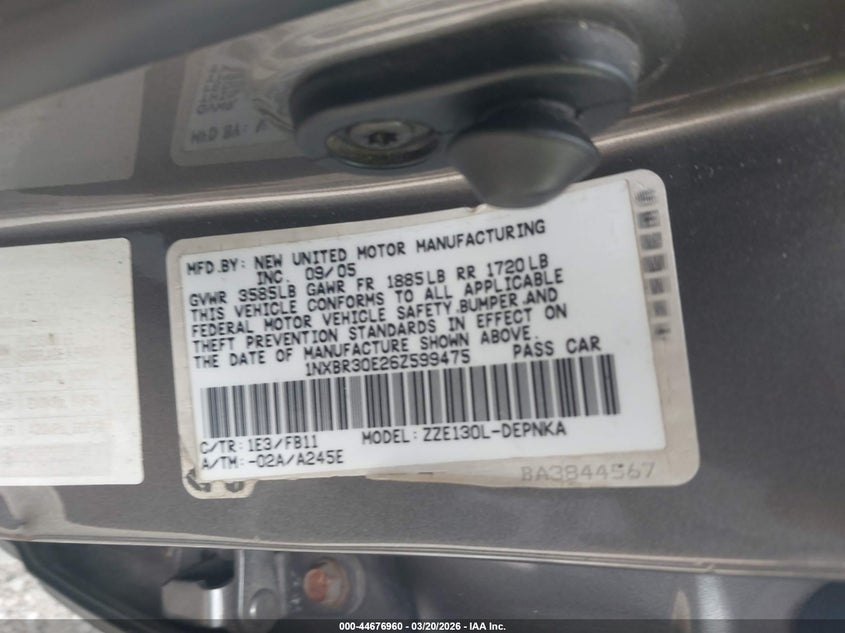 MFD.BY: NEW UNITED MOTOR MANUFACTURING
INC. 09/05
GVWR 3585LB GAWR FR 1885LB RR 1720LB
THIS VEHICLE CONFORMS TO ALL APPLICABLE
FEDERAL MOTOR VEHICLE SAFETY,BUMPER,AND
THEFT PREVENTION STANDARDS IN EFFECT ON
THE DATE OF MANUFACTURE SHOWN ABOVE.
1NXBR30E26Z599475 PASS CAR
C/TR: 1E3/FB11 MODEL: ZZE130L-DEPNKA
A/TM: -02A/A245E
BA3844567
000-44676960 — 03/20/2026 — IAA Inc.